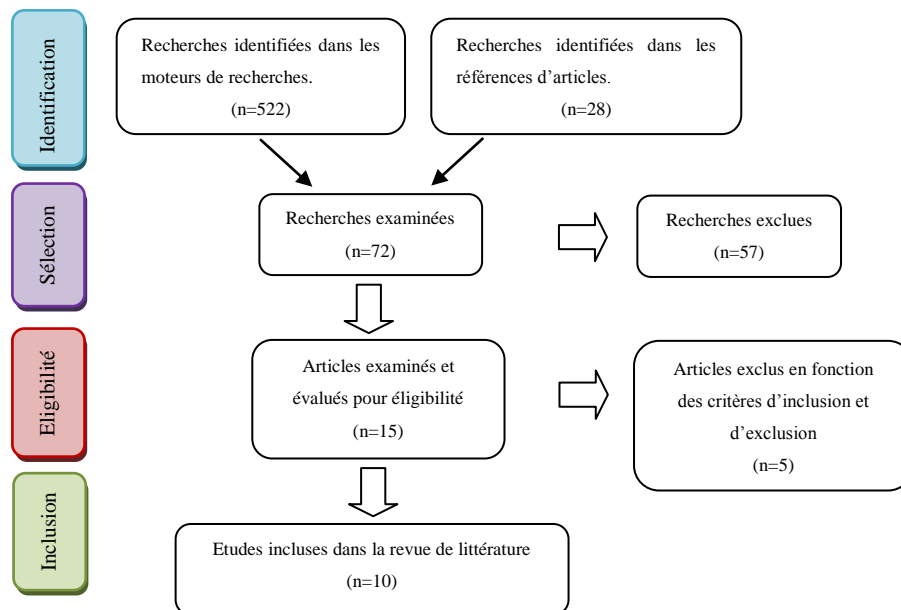 Identification
Recherches identifiées dans les
moteurs de recherches.
(n=522)
Recherches identifiées dans les
références d’articles.
(n=28)
Sélection
Recherches examinées
(n=72)
Recherches exclues
(n=57)
Eligibilité
Articles examinés et
évalués pour éligibilité
(n=15)
Articles exclus en fonction
des critères d’inclusion et
d’exclusion
(n=5)
Inclusion
Etudes incluses dans la revue de littérature
(n=10)